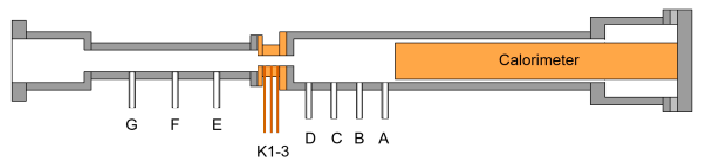 Calorimeter
G F E D C B A
K1-3